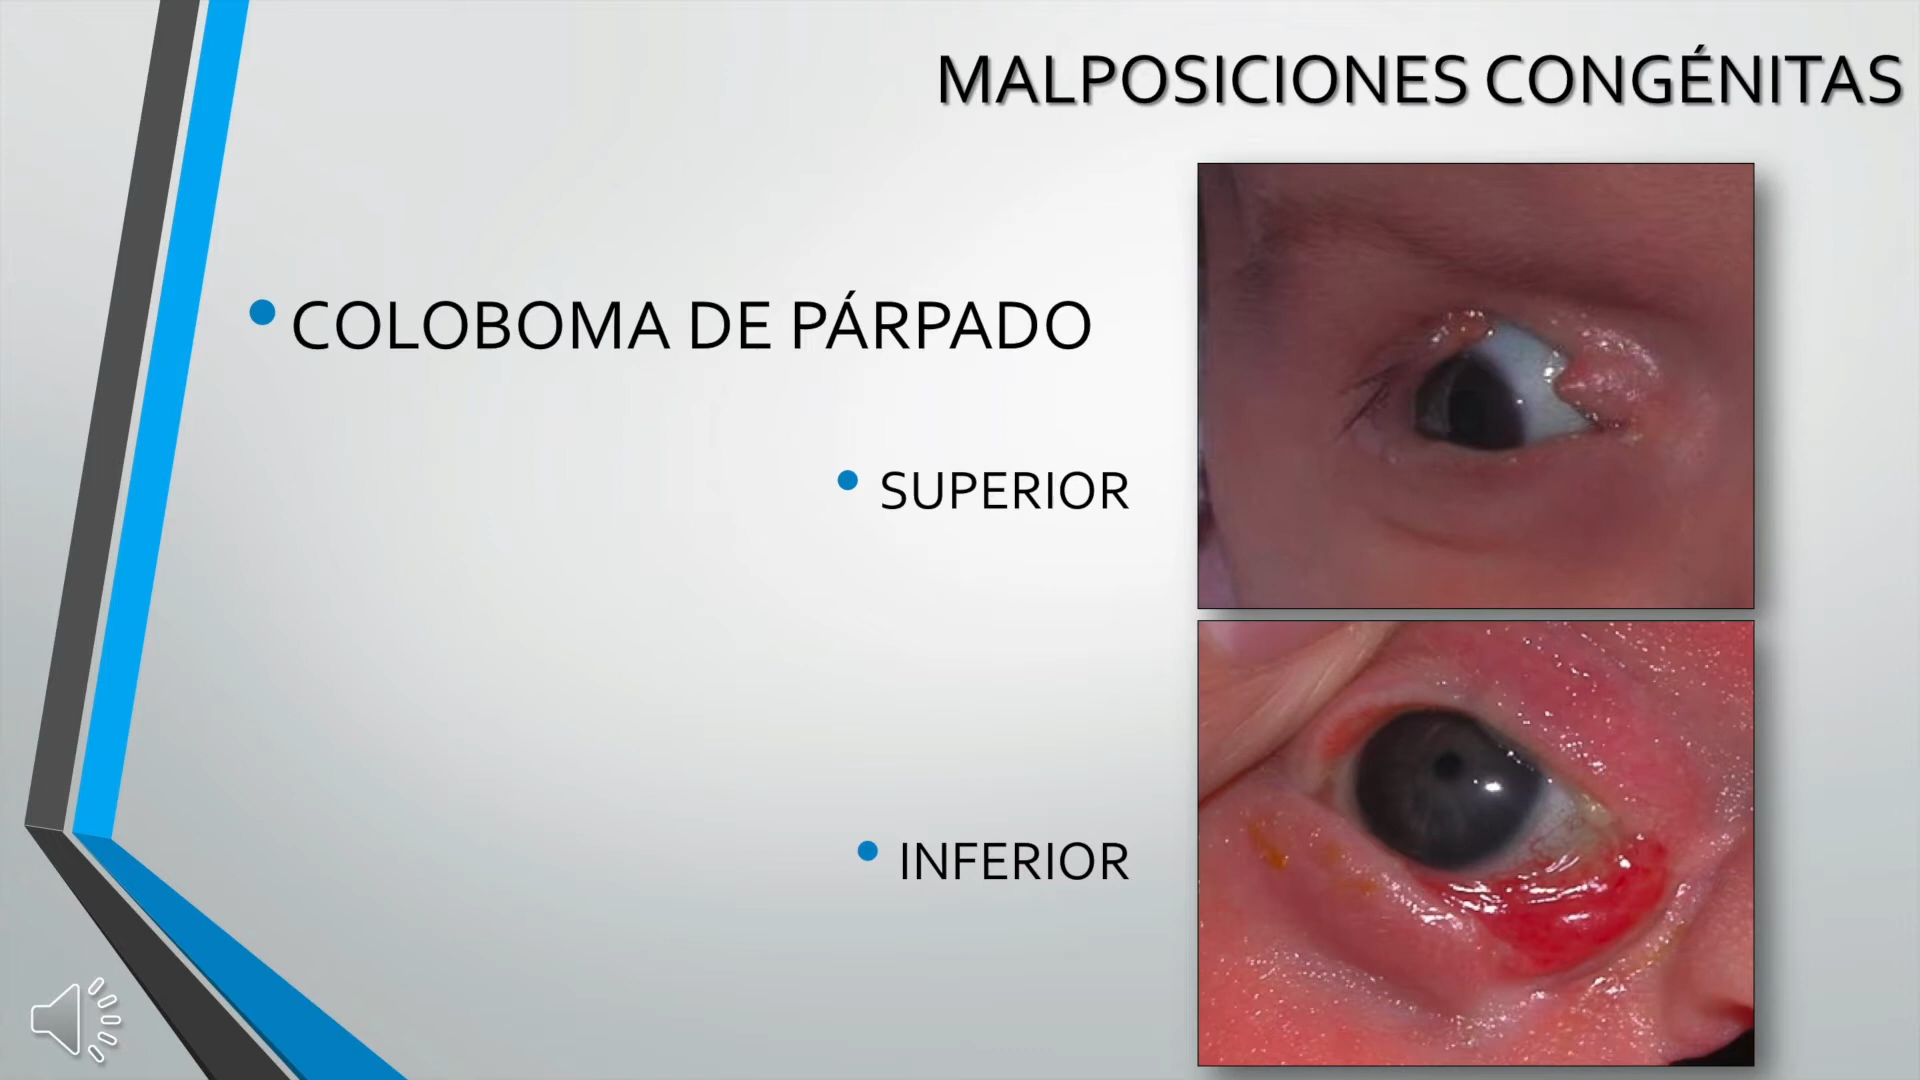 MALPOSICIONES CONGÉNITAS
• COLOBOMA DE PÁRPADO
• SUPERIOR
• INFERIOR